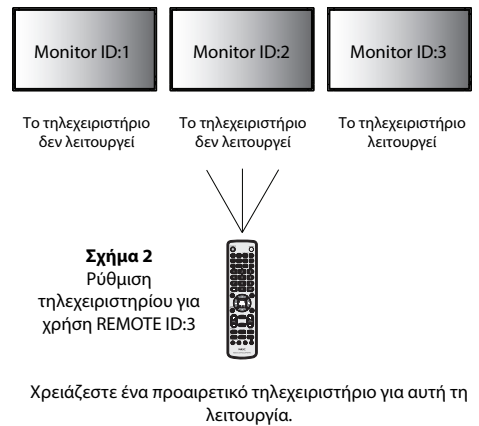 Monitor ID:1
Monitor ID:2
Monitor ID:3
Το τηλεχειριστήριο
δεν λειτουργεί
Το τηλεχειριστήριο
δεν λειτουργεί
Το τηλεχειριστήριο
λειτουργεί
Σχήμα 2
Ρύθμιση
τηλεχειριστηρίου για
χρήση REMOTE ID:3
Χρειάζεστε ένα προαιρετικό τηλεχειριστήριο για αυτή τη
λειτουργία.